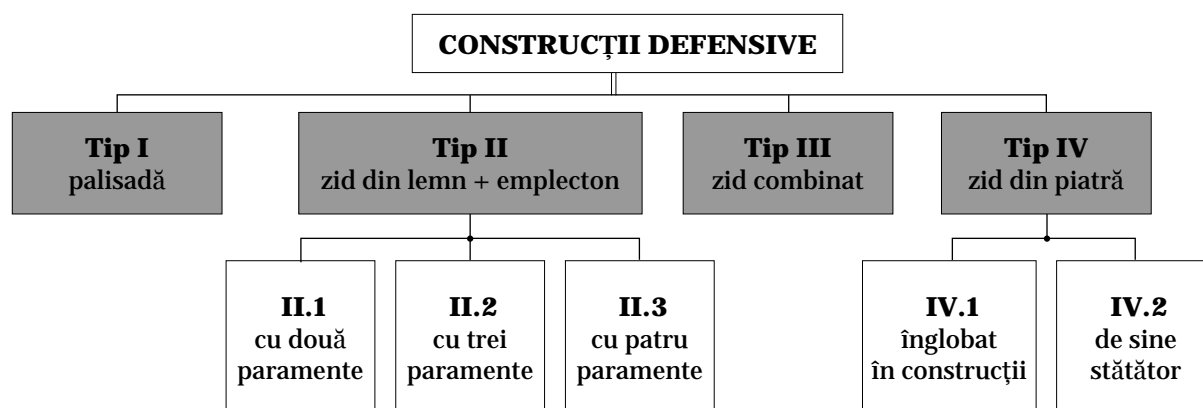 CONSTRUCȚII DEFENSIVE
Tip I
palisadă
Tip II
zid din lemn + emplecton
Tip III
zid combinat
Tip IV
zid din piatră
II.1
cu două
paramente
II.2
cu trei
paramente
II.3
cu patru
paramente
IV.1
înglobat
în construcții
IV.2
de sine
stătător